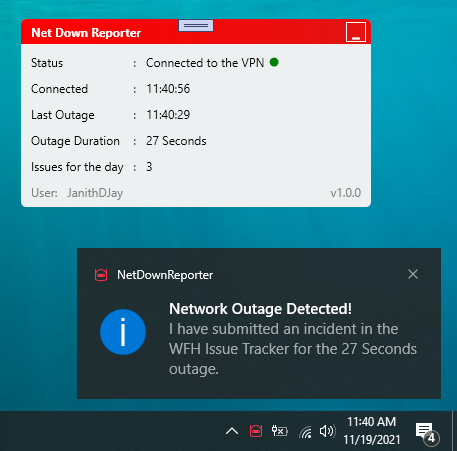 Net Down Reporter
Status : Connected to the VPN
Connected : 11:40:56
Last Outage : 11:40:29
Outage Duration : 27 Seconds
Issues for the day : 3
User: JanithDJay v1.0.0
NetDownReporter
Network Outage Detected!
I have submitted an incident in the
WFH Issue Tracker for the 27 Seconds
outage.
11:40 AM
11/19/2021
4